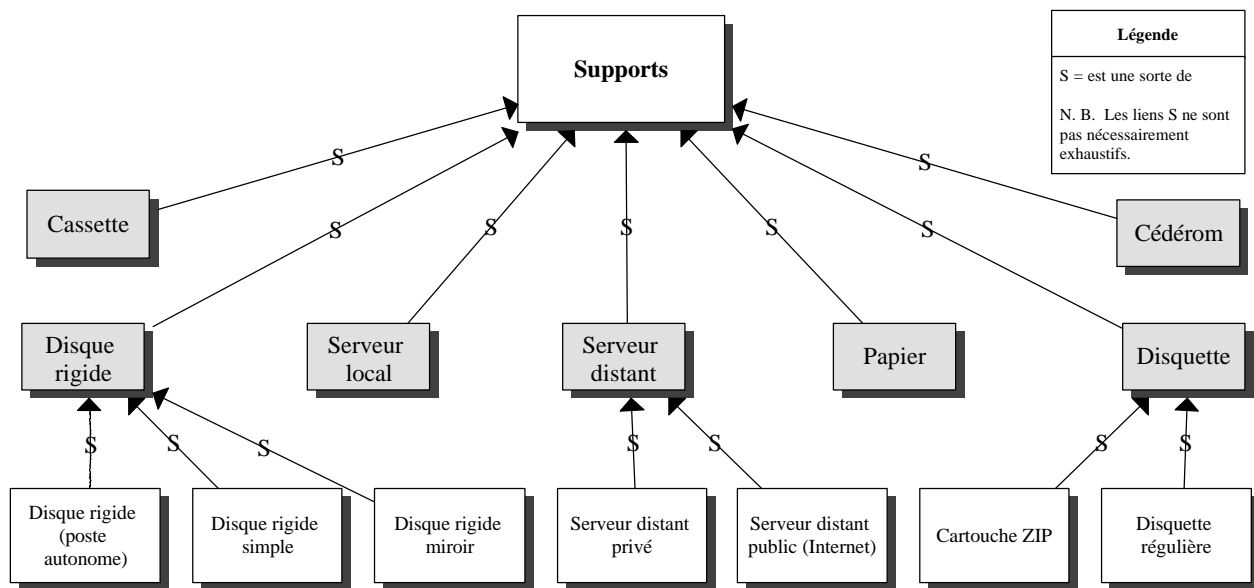 Supports
Légende
S = est une sorte de
N. B. Les liens S ne sont
pas nécessairement
exhaustifs.
S
S
S
S
S
S
S
S
Cassette
Cédérom
Disque
rigide
Serveur
local
Serveur
distant
Papier
Disquette
S
S
S
S
S
S
S
Disque rigide
(poste
autonome)
Disque rigide
simple
Disque rigide
miroir
Serveur distant
privé
Serveur distant
public (Internet)
Cartouche ZIP
Disquette
régulière